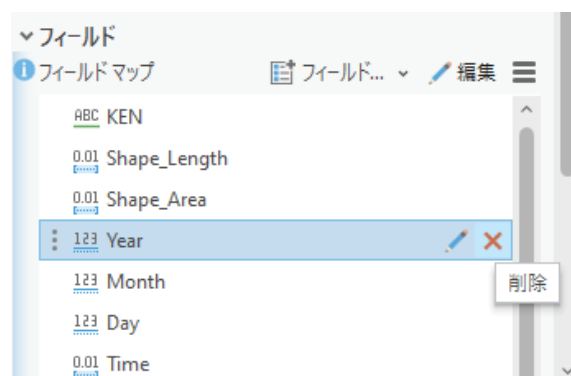 フィールド
フィールド マップ フィールド... 編集
ABC KEN
0.01 Shape_Length
0.01 Shape_Area
123 Year
削除
123 Month
123 Day
0.01 Time